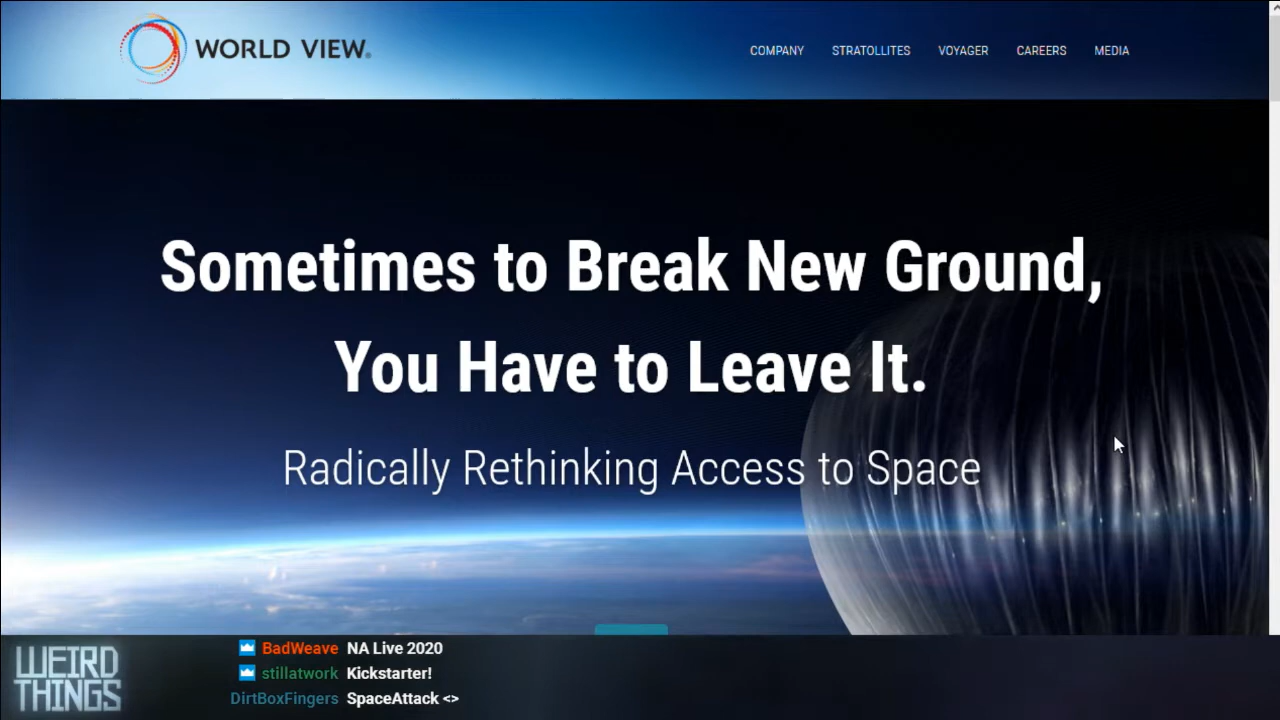 WORLD VIEW®
COMPANY STRATOLLITES VOYAGER CAREERS MEDIA
Sometimes to Break New Ground,
You Have to Leave It.
Radically Rethinking Access to Space
WEIRD
THINGS
BadWeave NA Live 2020
stillatwork Kickstarter!
DirtBoxFingers SpaceAttack <>